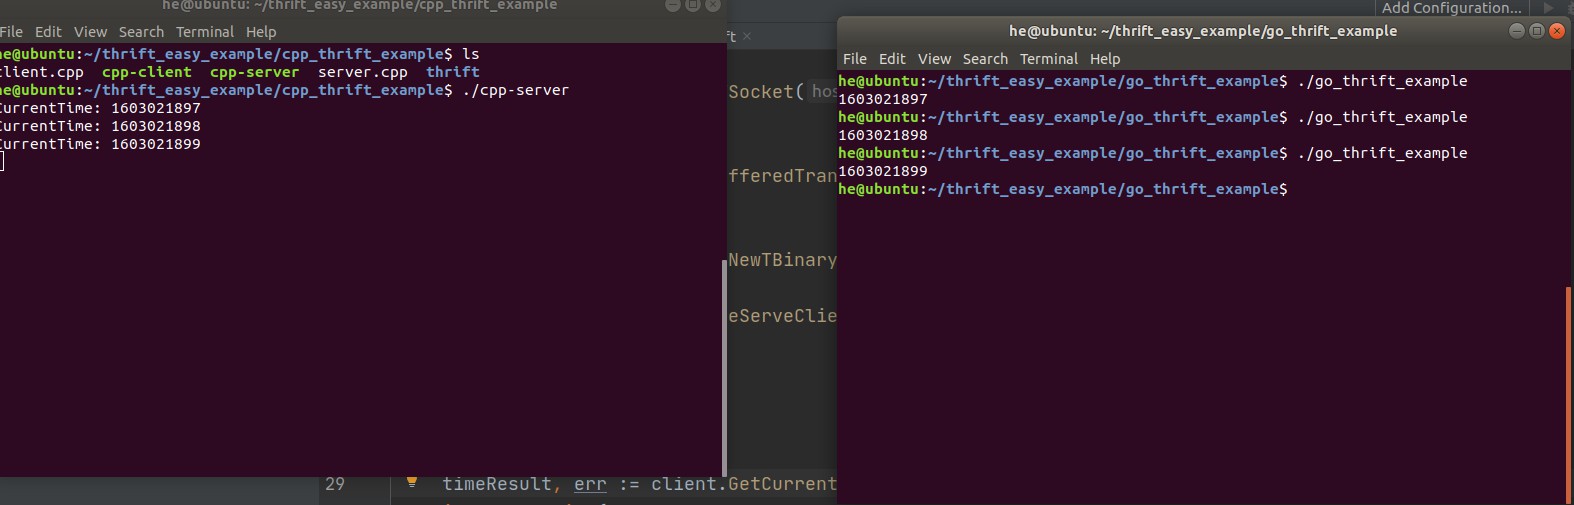 he@ubuntu: ~/thrift_easy_example/cpp_thrift_example
File Edit View Search Terminal Help
he@ubuntu:~/thrift_easy_example/cpp_thrift_example$ ls
client.cpp cpp-client cpp-server server.cpp thrift
he@ubuntu:~/thrift_easy_example/cpp_thrift_example$ ./cpp-server
CurrentTime: 1603021897
CurrentTime: 1603021898
CurrentTime: 1603021899
ft ×
Socket( hos
fferedTran
NewTBinary
eServeClie
29 timeResult, err := client.GetCurrent
Add Configuration...
he@ubuntu: ~/thrift_easy_example/go_thrift_example
File Edit View Search Terminal Help
he@ubuntu:~/thrift_easy_example/go_thrift_example$ ./go_thrift_example
1603021897
he@ubuntu:~/thrift_easy_example/go_thrift_example$ ./go_thrift_example
1603021898
he@ubuntu:~/thrift_easy_example/go_thrift_example$ ./go_thrift_example
1603021899
he@ubuntu:~/thrift_easy_example/go_thrift_example$